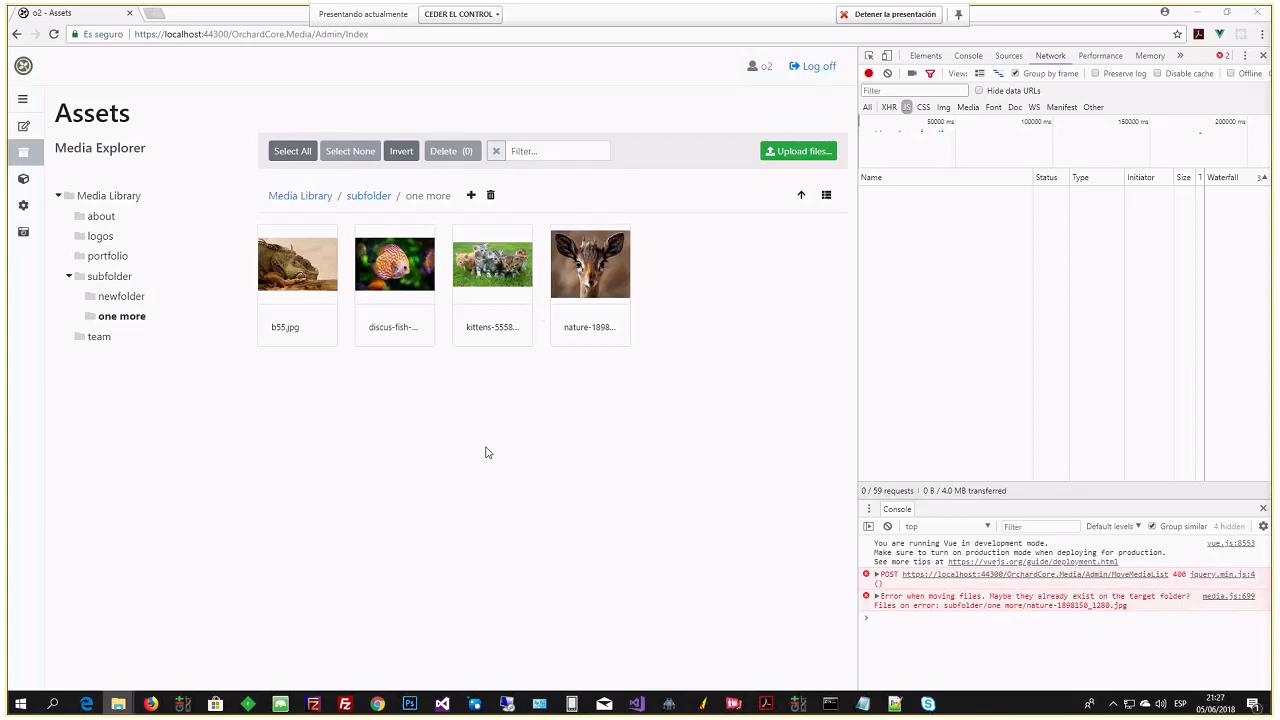 o2 - Assets
Presentando actualmente
CEDER EL CONTROL
Detener la presentación
Es seguro
https://localhost:44300/OrchardCore.Media/Admin/Index
o2
Log off
Assets
Media Explorer
Media Library
about
logos
portfolio
subfolder
newfolder
one more
team
Select All
Select None
Invert
Delete (0)
Filter...
Upload files...
Media Library / subfolder / one more
b55.jpg
discus-fish-...
kittens-5558...
nature-1898...
Elements
Console
Sources
Network
Performance
Memory
2
View:
Group by frame
Preserve log
Disable cache
Offline
Filter
Hide data URLs
All XHR JS CSS Img Media Font Doc WS Manifest Other
50000 ms
100000 ms
150000 ms
200000 ms
Name
Status
Type
Initiator
Size
Waterfall
0 / 59 requests | 0 B / 4.0 MB transferred
Console
top
Filter
Default levels
Group similar
4 hidden
You are running Vue in development mode. vue.js:8553
Make sure to turn on production mode when deploying for production.
See more tips at https://vuejs.org/guide/deployment.html
POST https://localhost:44300/OrchardCore.Media/Admin/MoveMediaList 400 jquery.min.js:4
()
Error when moving files. Maybe they already exist on the target folder? media.js:699
Files on error: subfolder/one more/nature-1898150_1280.jpg
ESP
21:27
05/06/2018